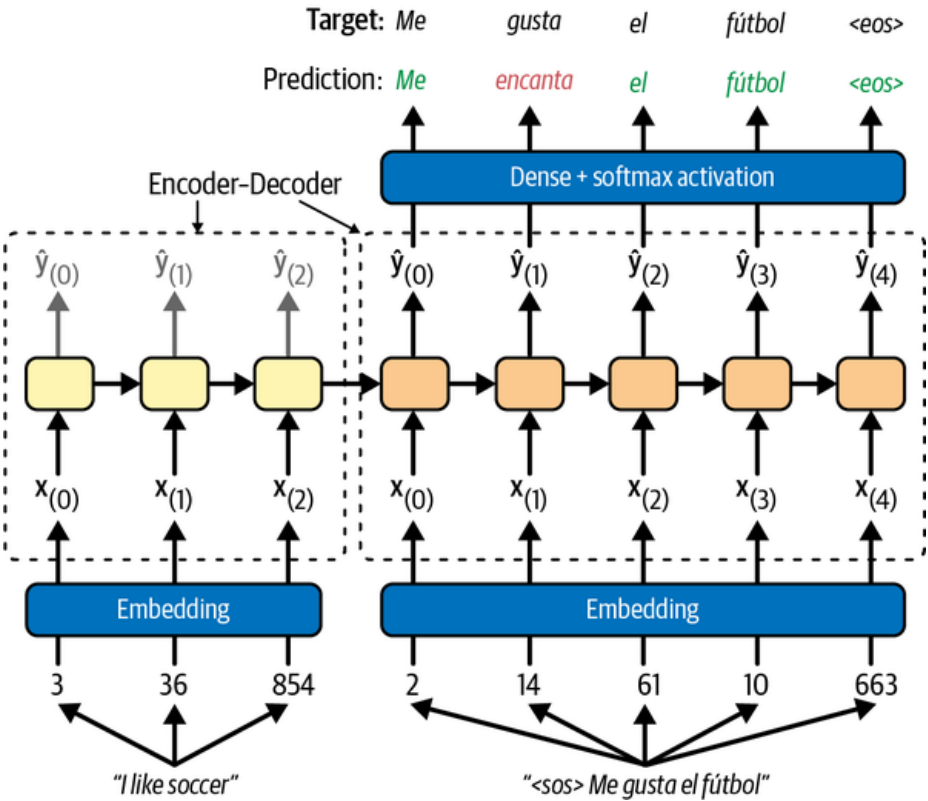 Target: Me gusta el fútbol <eos>
Prediction: Me encanta el fútbol <eos>
Dense + softmax activation
Encoder–Decoder
ŷ(0) ŷ(1) ŷ(2) ŷ(0) ŷ(1) ŷ(2) ŷ(3) ŷ(4)
x(0) x(1) x(2) x(0) x(1) x(2) x(3) x(4)
Embedding Embedding
3 36 854 2 14 61 10 663
“I like soccer” “<sos> Me gusta el fútbol”